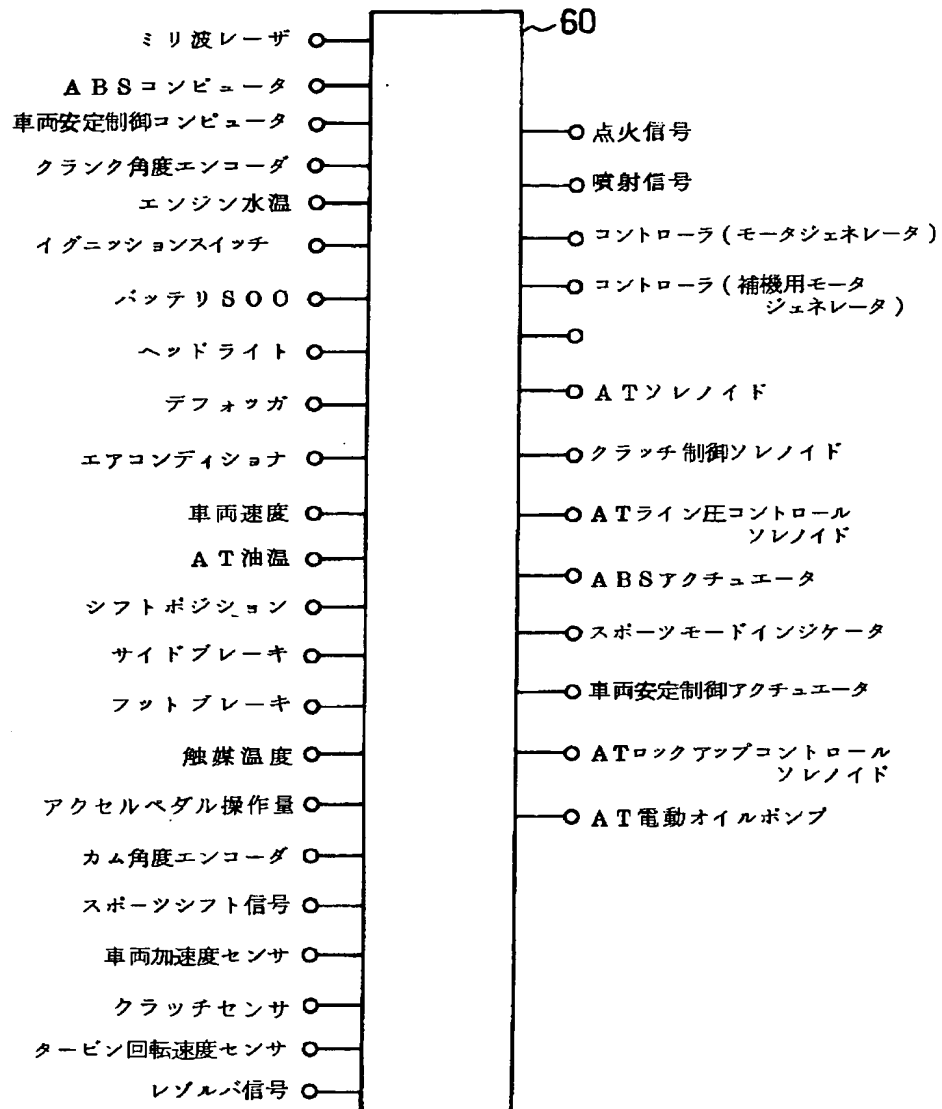 60
ミリ波レーザ
ABSコンピュータ
車両安定制御コンピュータ
クランク角度エンコーダ
エンジン水温
イグニッションスイッチ
バッテリSOC
ヘッドライト
デフォッガ
エアコンディショナ
車両速度
AT油温
シフトポジション
サイドブレーキ
フットブレーキ
触媒温度
アクセルペダル操作量
カム角度エンコーダ
スポーツシフト信号
車両加速度センサ
クラッチセンサ
タービン回転速度センサ
レゾルバ信号
点火信号
噴射信号
コントローラ(モータジェネレータ)
コントローラ(補機用モータ
ジェネレータ)
ATソレノイド
クラッチ制御ソレノイド
ATライン圧コントロール
ソレノイド
ABSアクチュエータ
スポーツモードインジケータ
車両安定制御アクチュエータ
ATロックアップコントロール
ソレノイド
AT電動オイルポンプ